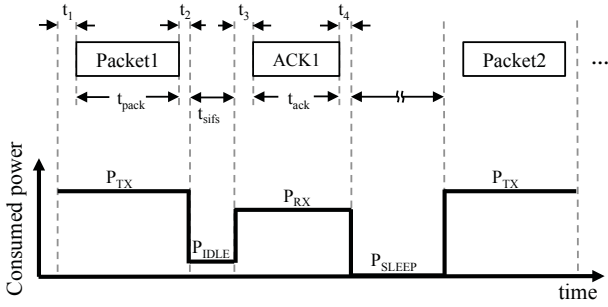 t1 t2 t3 t4
Packet1 ACK1 Packet2 ...
tpack tsifs tack
Consumed power
PTX PIDLE PRX PSLEEP PTX
time